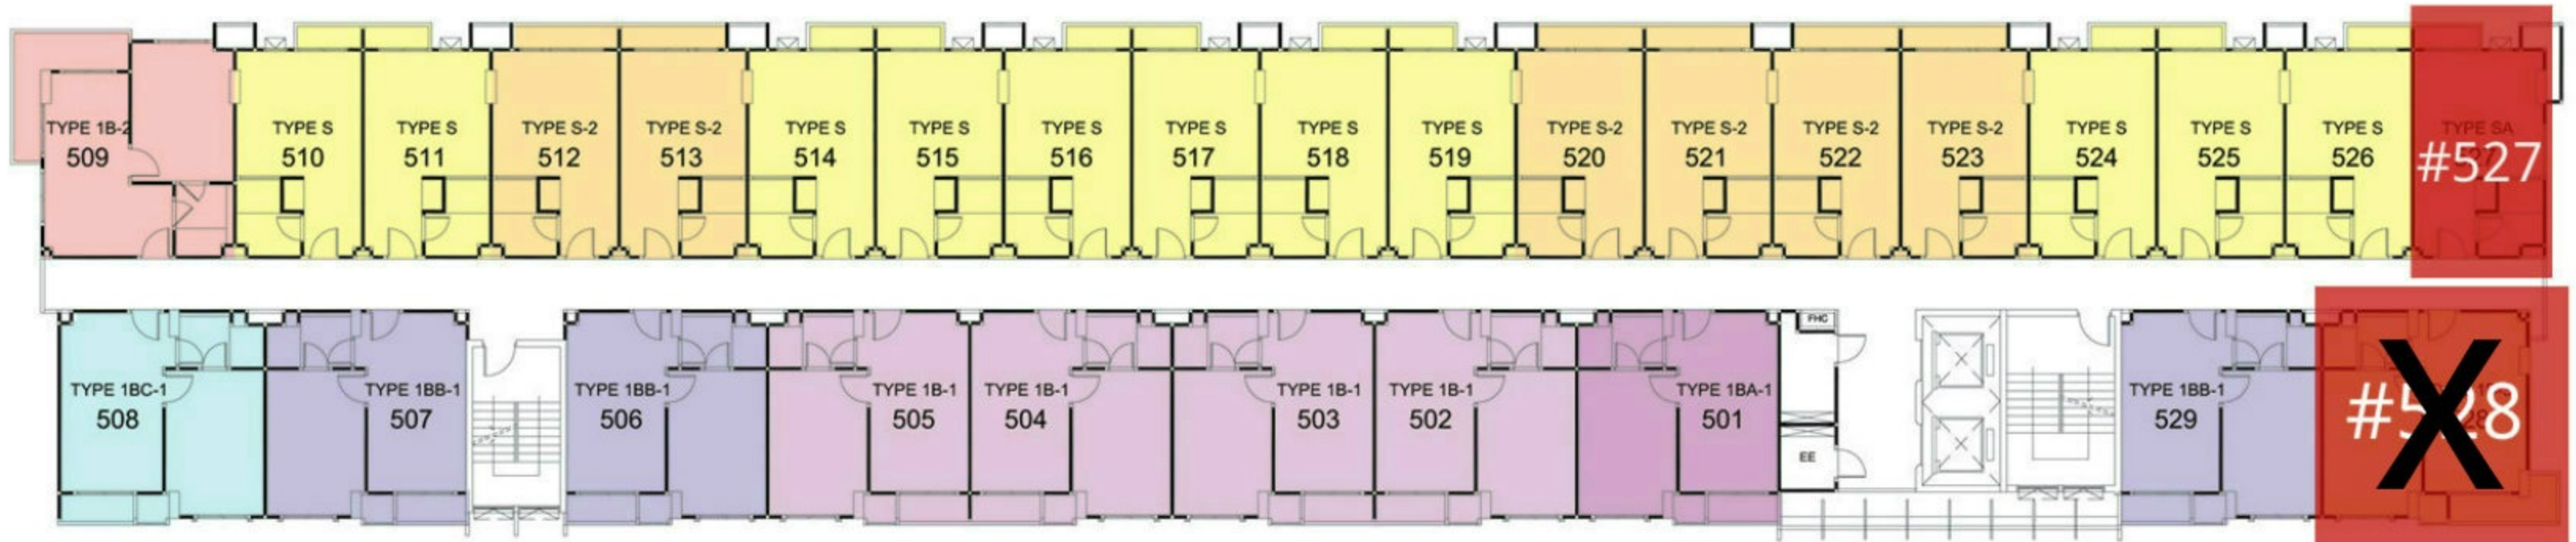 TYPE 1B-2
509
TYPE S
510
TYPE S
511
TYPE S-2
512
TYPE S-2
513
TYPE S
514
TYPE S
515
TYPE S
516
TYPE S
517
TYPE S
518
TYPE S
519
TYPE S-2
520
TYPE S-2
521
TYPE S-2
522
TYPE S-2
523
TYPE S
524
TYPE S
525
TYPE S
526
TYPE SA
#527
TYPE 1BC-1
508
TYPE 1BB-1
507
TYPE 1BB-1
506
TYPE 1B-1
505
TYPE 1B-1
504
TYPE 1B-1
503
TYPE 1B-1
502
TYPE 1BA-1
501
FHC
EE
TYPE 1BB-1
529
#528
X